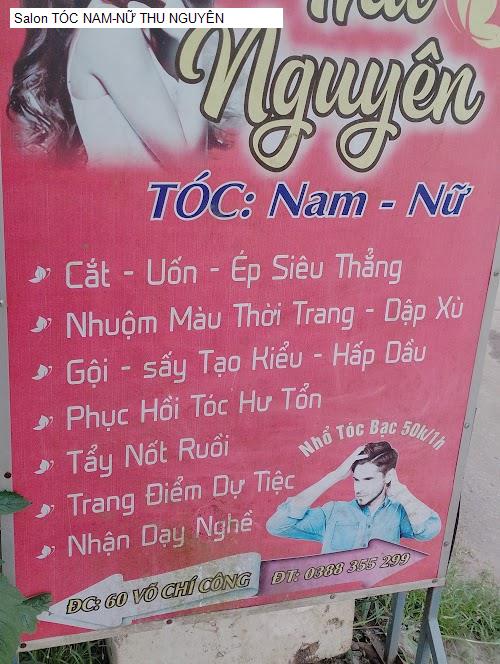 Salon TÓC NAM-NỮ THU NGUYÊN
Nguyên
TÓC: Nam - Nữ
Cắt - Uốn - Ép Siêu Thẳng
Nhuộm Màu Thời Trang - Dập Xù
Gội - sấy Tạo Kiểu - Hấp Dầu
Phục Hồi Tóc Hư Tổn
Tẩy Nốt Ruồi
Trang Điểm Dự Tiệc
Nhận Dạy Nghề
Nhổ Tóc Bạc 50k/1h
ĐC: 60 VÕ CHÍ CÔNG
ĐT: 0388 355 299